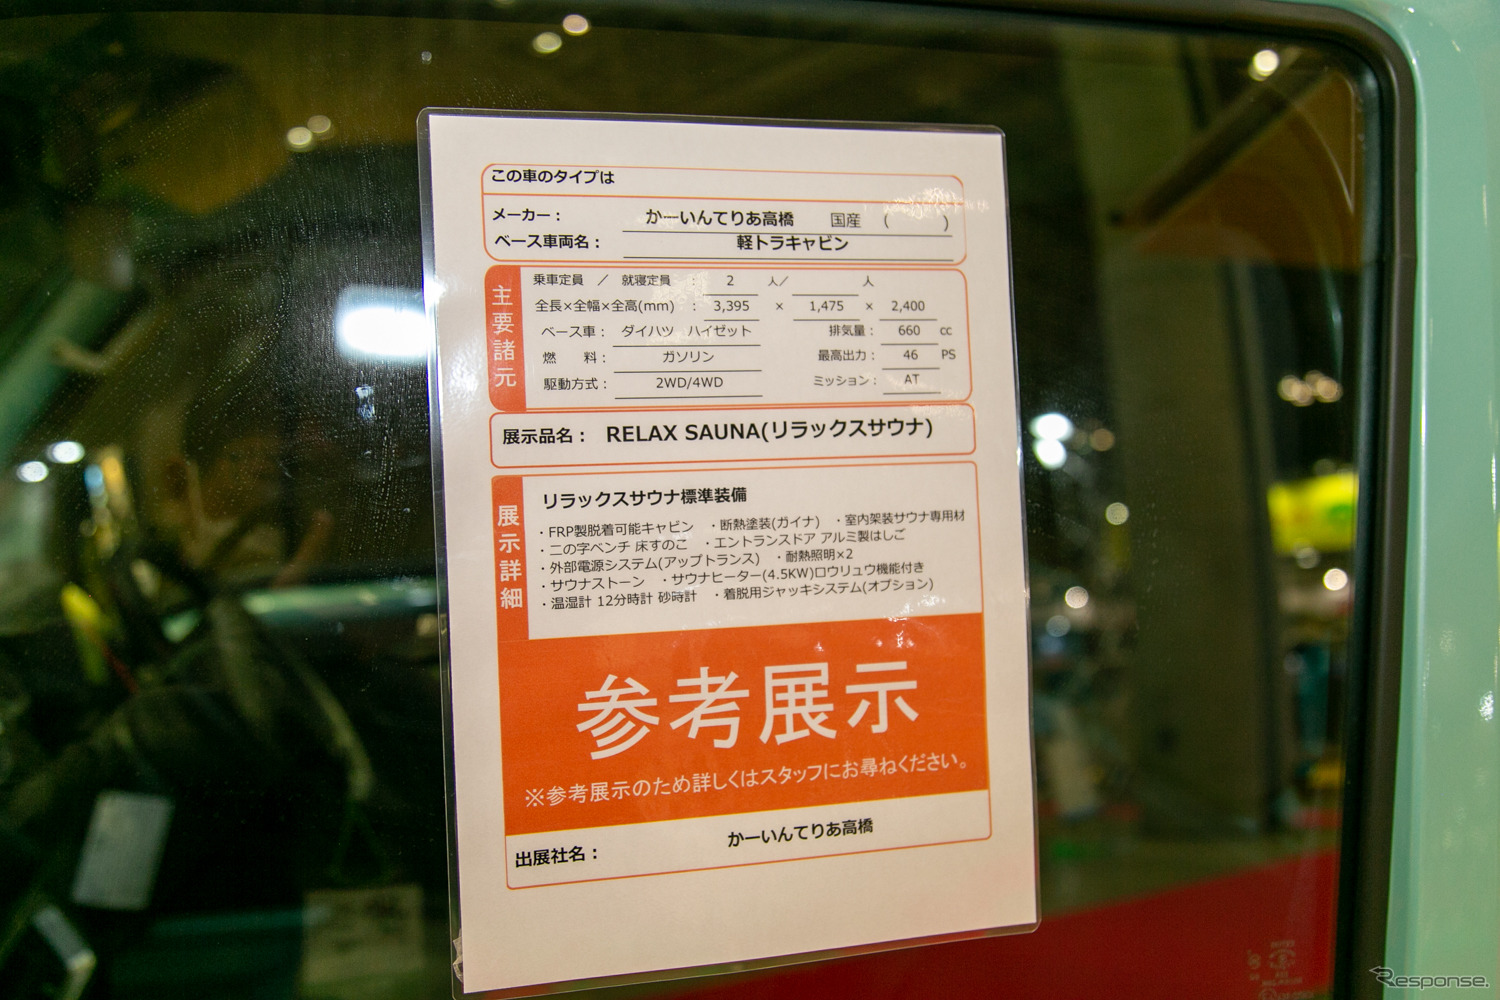 この車のタイプは
メーカー： かーいんてりあ高橋 国産 （ ）
ベース車両名： 軽トラキャビン
主要諸元
乗車定員 ／ 就寝定員 ： 2 人／ 人
全長×全幅×全高(mm) ： 3,395 × 1,475 × 2,400
ベース車： ダイハツ ハイゼット 排気量： 660 cc
燃 料： ガソリン 最高出力： 46 PS
駆動方式： 2WD/4WD ミッション： AT
展示品名： RELAX SAUNA(リラックスサウナ)
展示詳細
リラックスサウナ標準装備
・FRP製脱着可能キャビン ・断熱塗装(ガイナ) ・室内架装サウナ専用材
・二の字ベンチ 床すのこ ・エントランスドア アルミ製はしご
・外部電源システム(アップトランス) ・耐熱照明×2
・サウナストーン ・サウナヒーター(4.5KW)ロウリュウ機能付き
・温湿計 12分時計 砂時計 ・着脱用ジャッキシステム(オプション)
参考展示
※参考展示のため詳しくはスタッフにお尋ねください。
出展社名： かーいんてりあ高橋
Response.